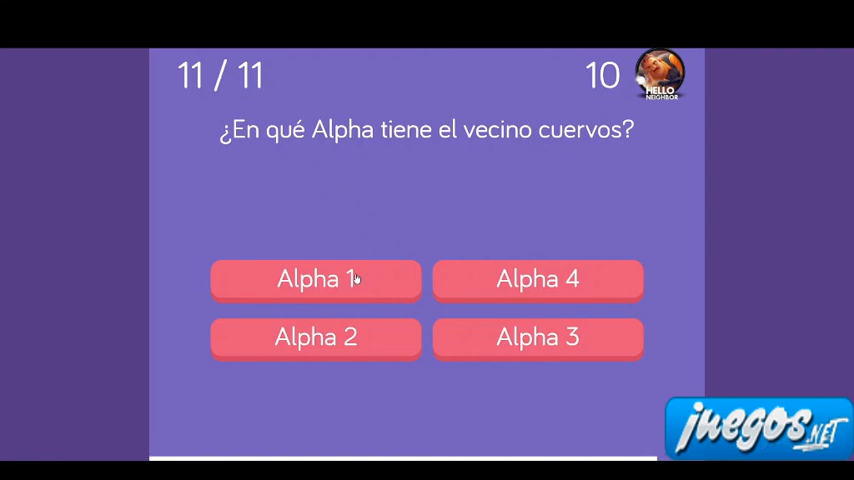 11 / 11
10
HELLO
NEIGHBOR
¿En qué Alpha tiene el vecino cuervos?
Alpha 1
Alpha 4
Alpha 2
Alpha 3
juegos.NET